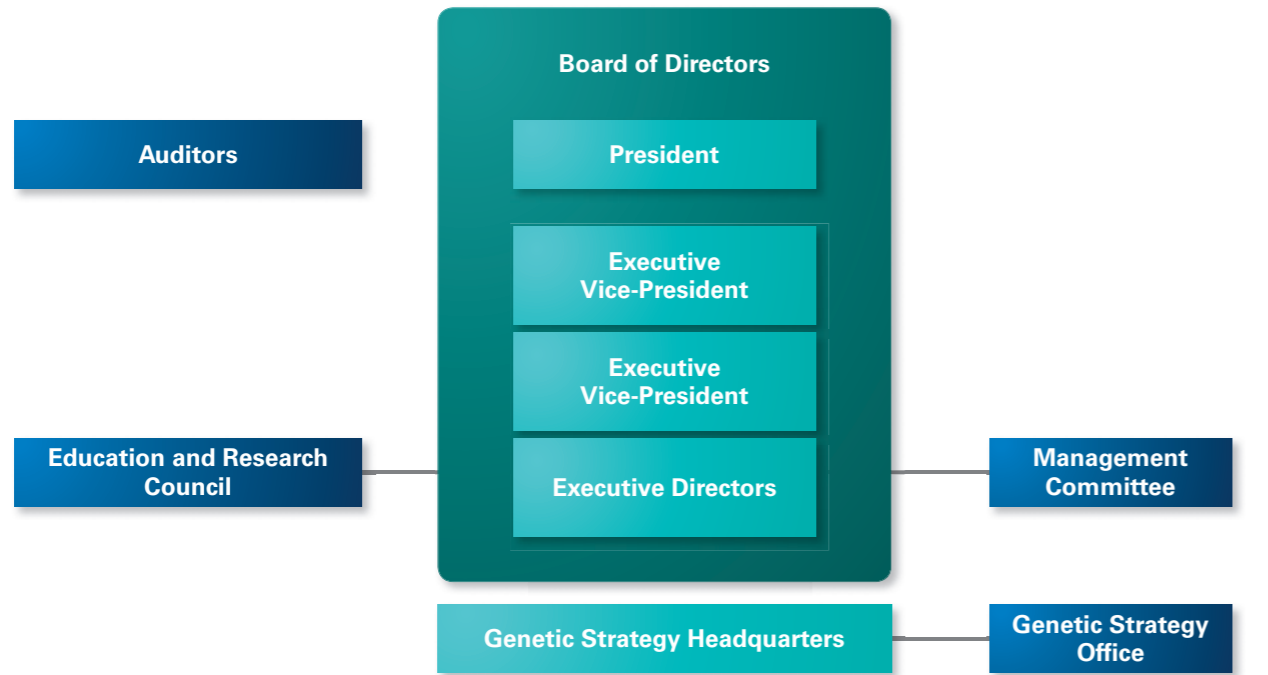 Board of Directors
Auditors
President
Executive
Vice-President
Executive
Vice-President
Executive Directors
Education and Research
Council
Management
Committee
Genetic Strategy Headquarters
Genetic Strategy
Office